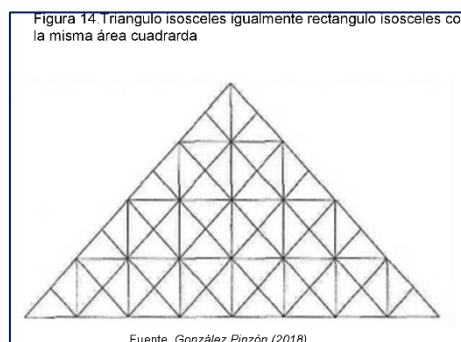 Figura 14.Triangulo isosceles igualmente rectangulo isosceles co
la misma área cuadrarda
Fuente. González Pinzón (2018)